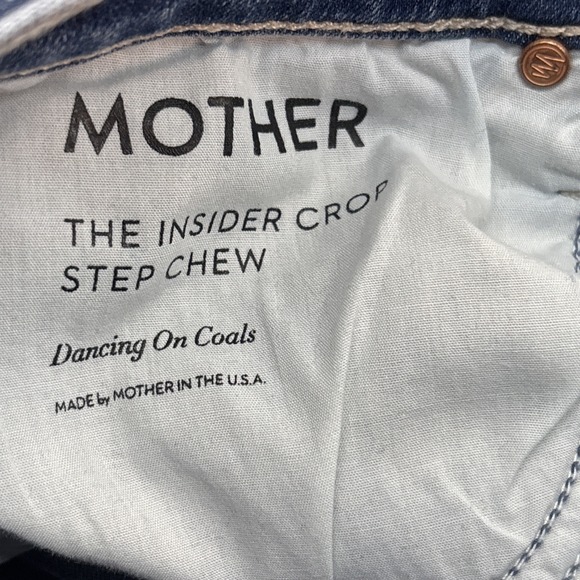 MOTHER
THE INSIDER CROP
STEP CHEW
Dancing On Coals
MADE by MOTHER IN THE U.S.A.